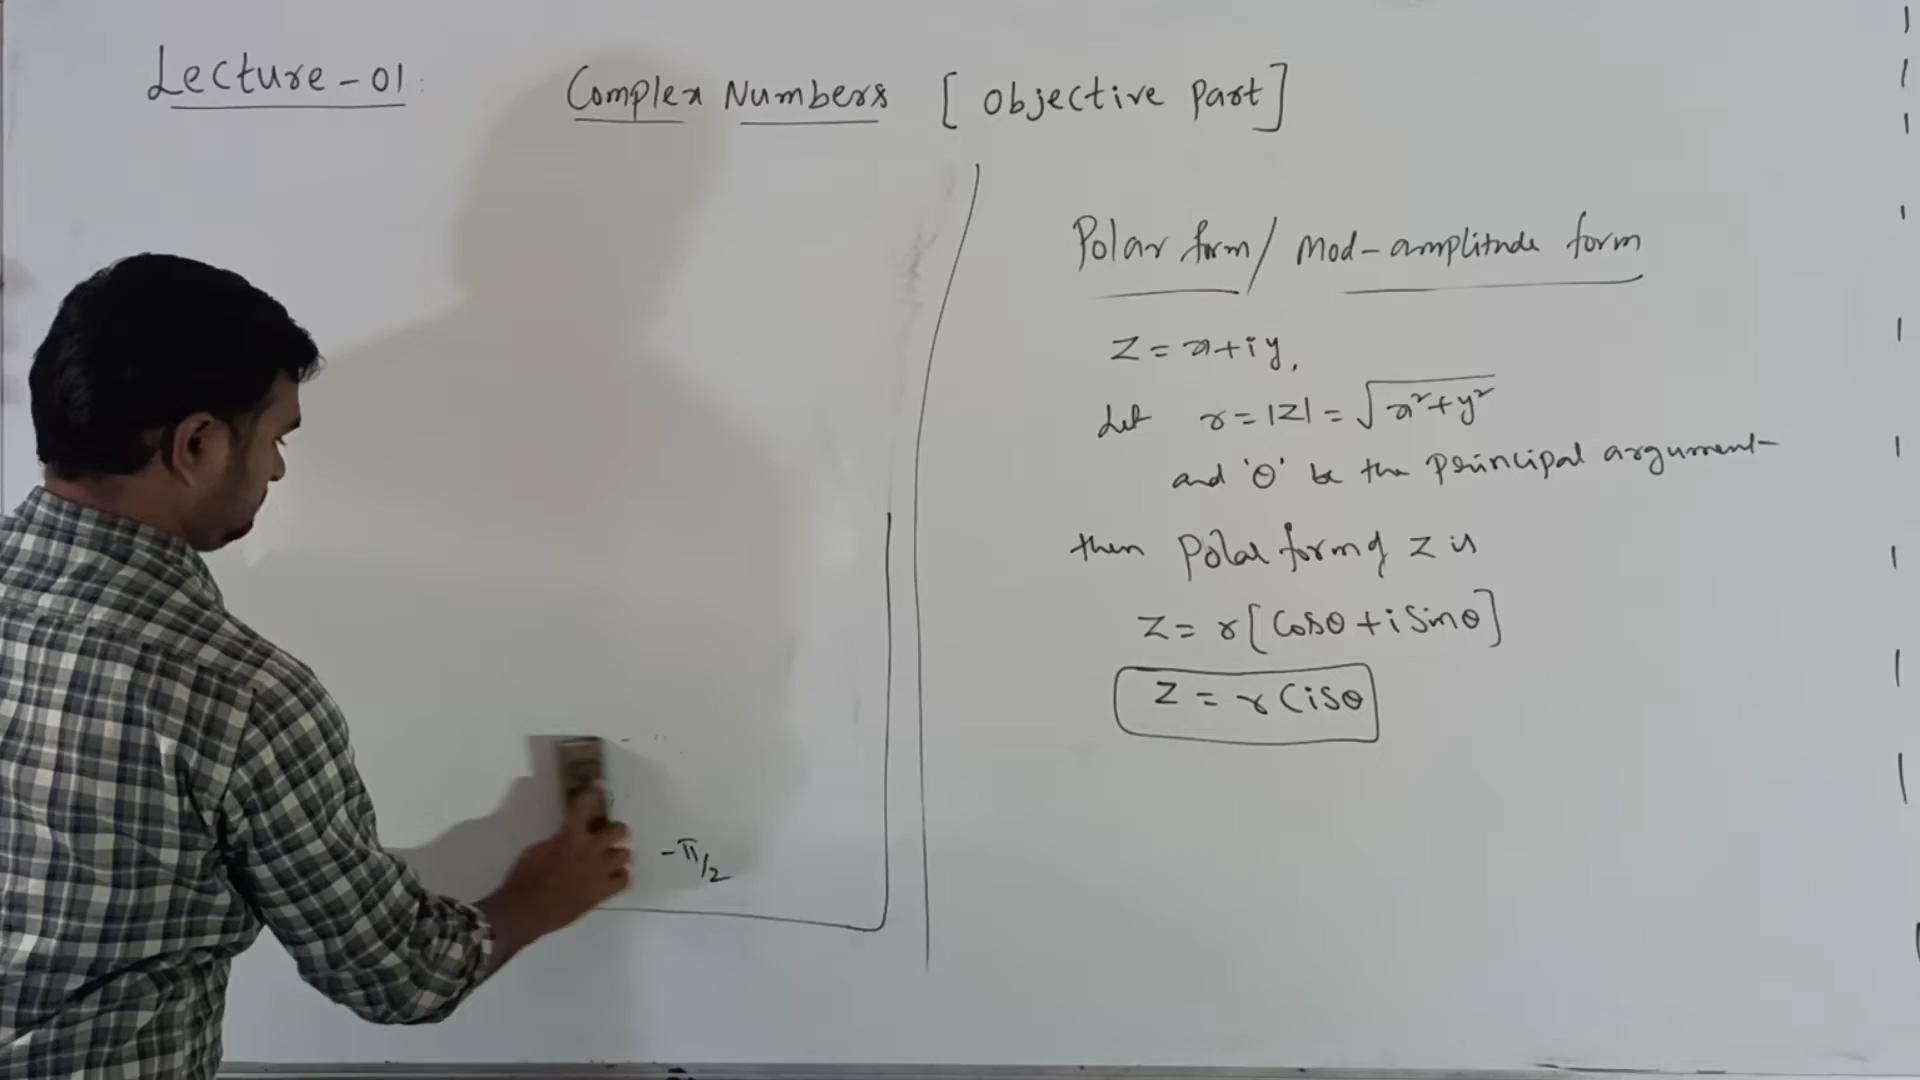 Lecture-01:
Complex Numbers [Objective Part]
Polar form/ Mod-amplitude form
Z = x+iy,
Let r = |Z| = √x²+y²
and 'θ' be the principal argument
then Polar form of Z is
Z = r[Cosθ + i Sinθ]
Z = r Cisθ
-π/2